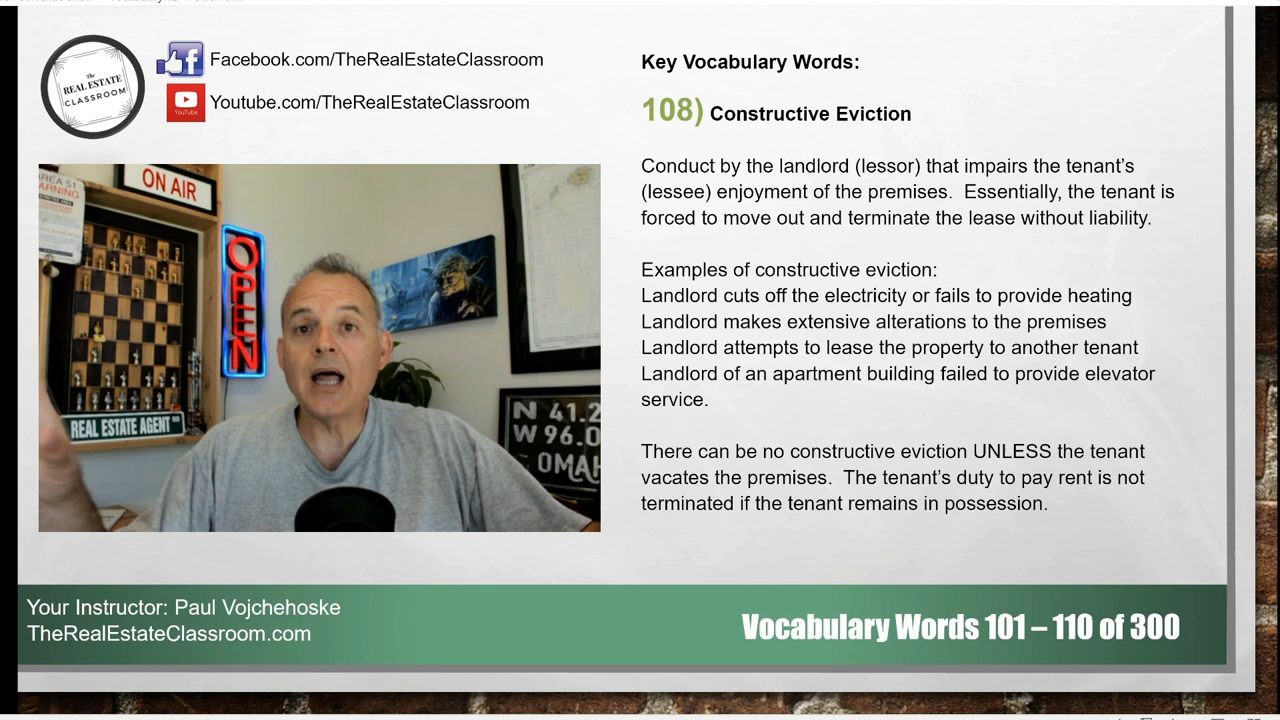 The
REAL ESTATE
CLASSROOM
Facebook.com/TheRealEstateClassroom
YouTube
Youtube.com/TheRealEstateClassroom
ON AIR
AREA 51
WARNING
OPEN
REAL ESTATE AGENT
N 41.2
W 96.0
OMAH
Key Vocabulary Words:
108) Constructive Eviction
Conduct by the landlord (lessor) that impairs the tenant’s
(lessee) enjoyment of the premises.  Essentially, the tenant is
forced to move out and terminate the lease without liability.
Examples of constructive eviction:
Landlord cuts off the electricity or fails to provide heating
Landlord makes extensive alterations to the premises
Landlord attempts to lease the property to another tenant
Landlord of an apartment building failed to provide elevator
service.
There can be no constructive eviction UNLESS the tenant
vacates the premises.  The tenant’s duty to pay rent is not
terminated if the tenant remains in possession.
Your Instructor: Paul Vojchehoske
TheRealEstateClassroom.com
Vocabulary Words 101 – 110 of 300